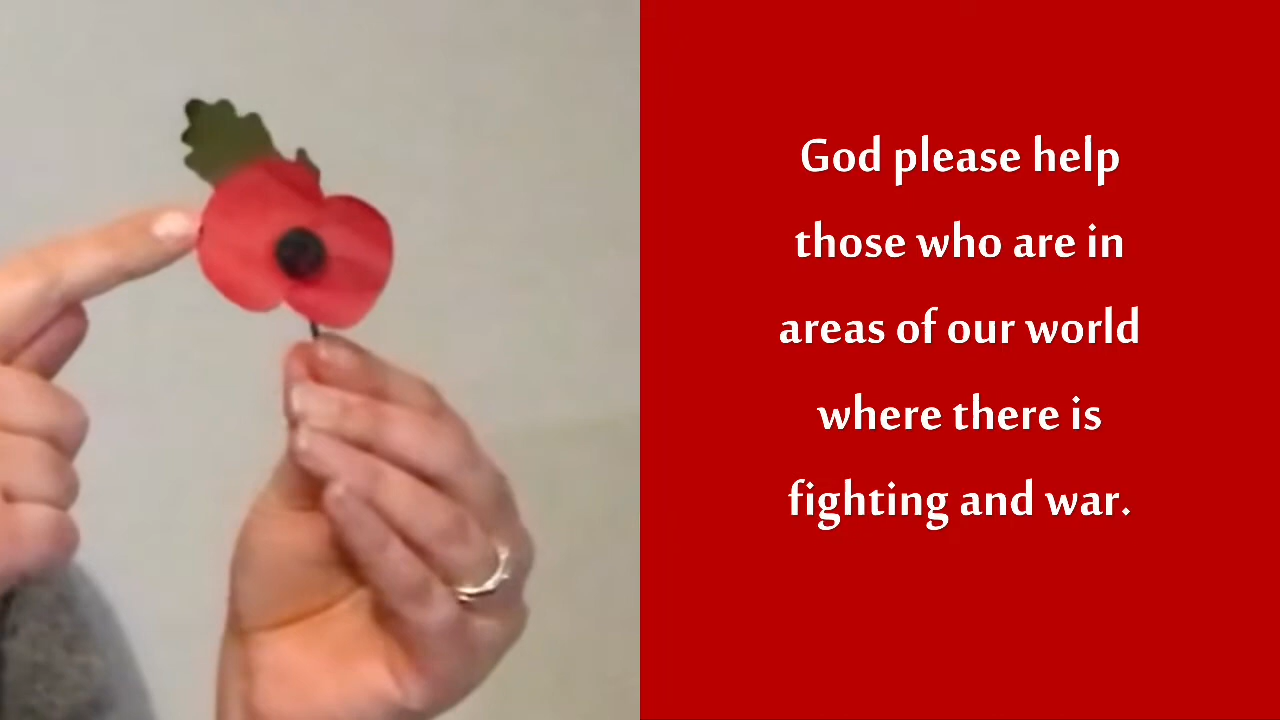 God please help
those who are in
areas of our world
where there is
fighting and war.